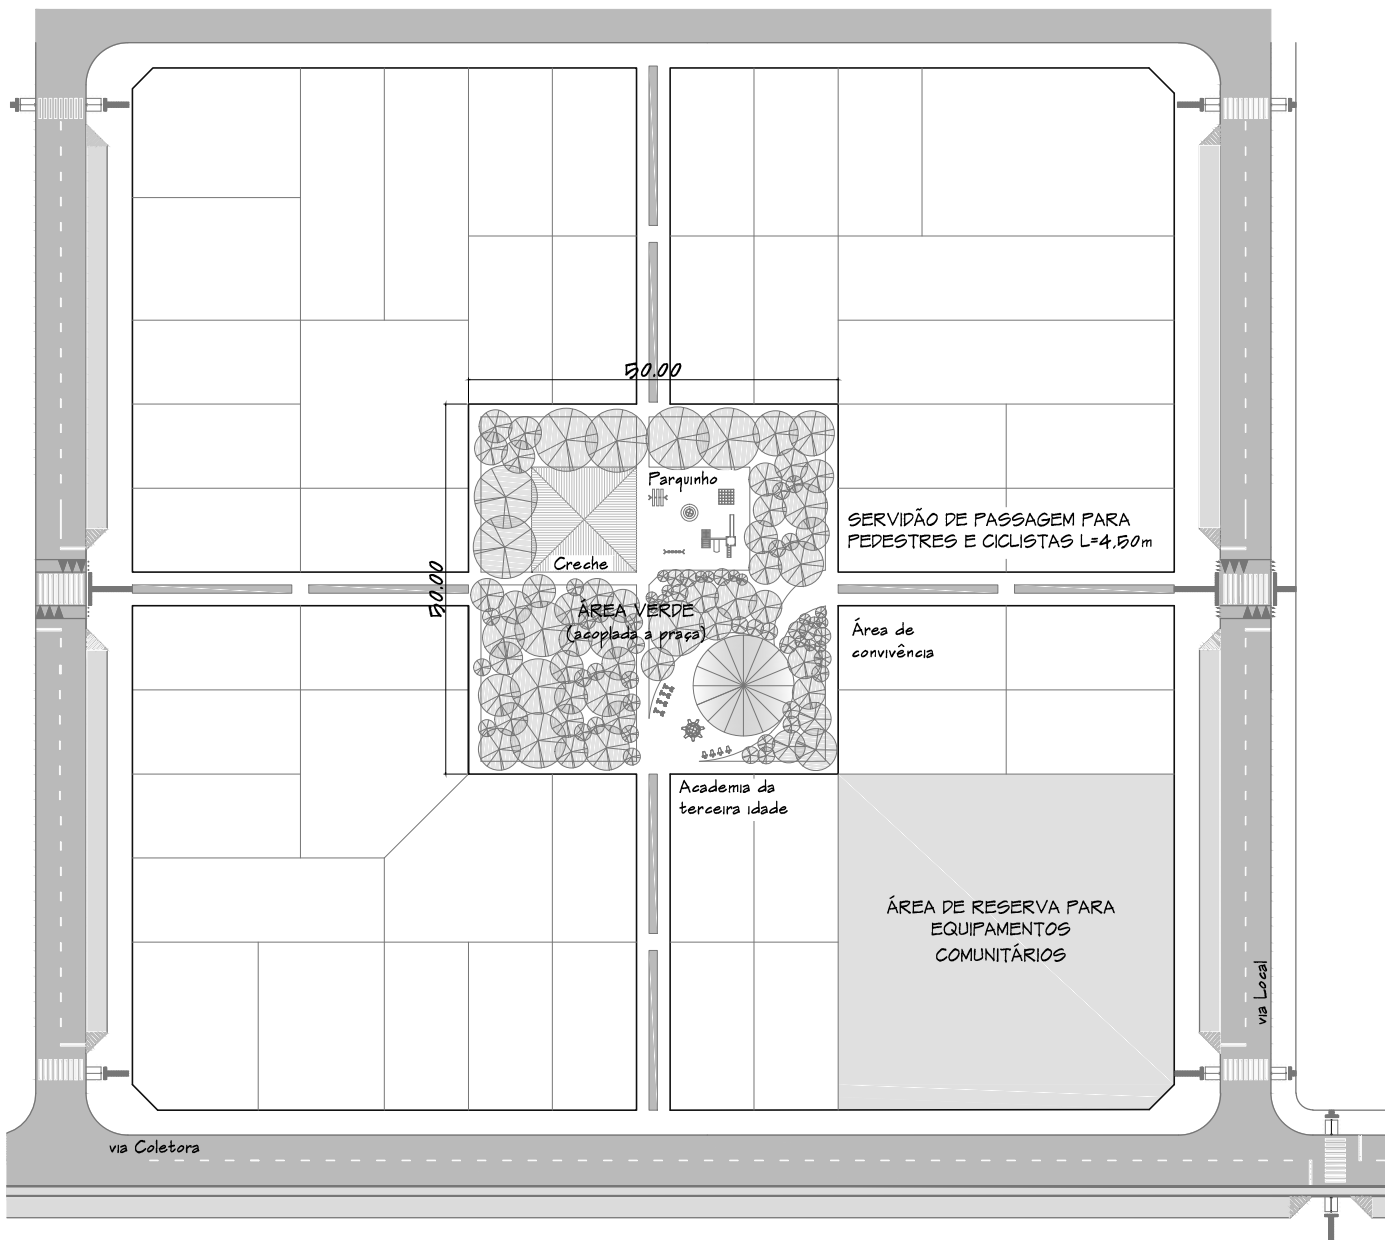 50.00
Parquinho
SERVIDÃO DE PASSAGEM PARA
PEDESTRES E CICLISTAS L=4,50m
Creche
50.00
ÁREA VERDE
(acoplada a praça)
Área de
convivência
Academia da
terceira idade
ÁREA DE RESERVA PARA
EQUIPAMENTOS
COMUNITÁRIOS
via Local
via Coletora